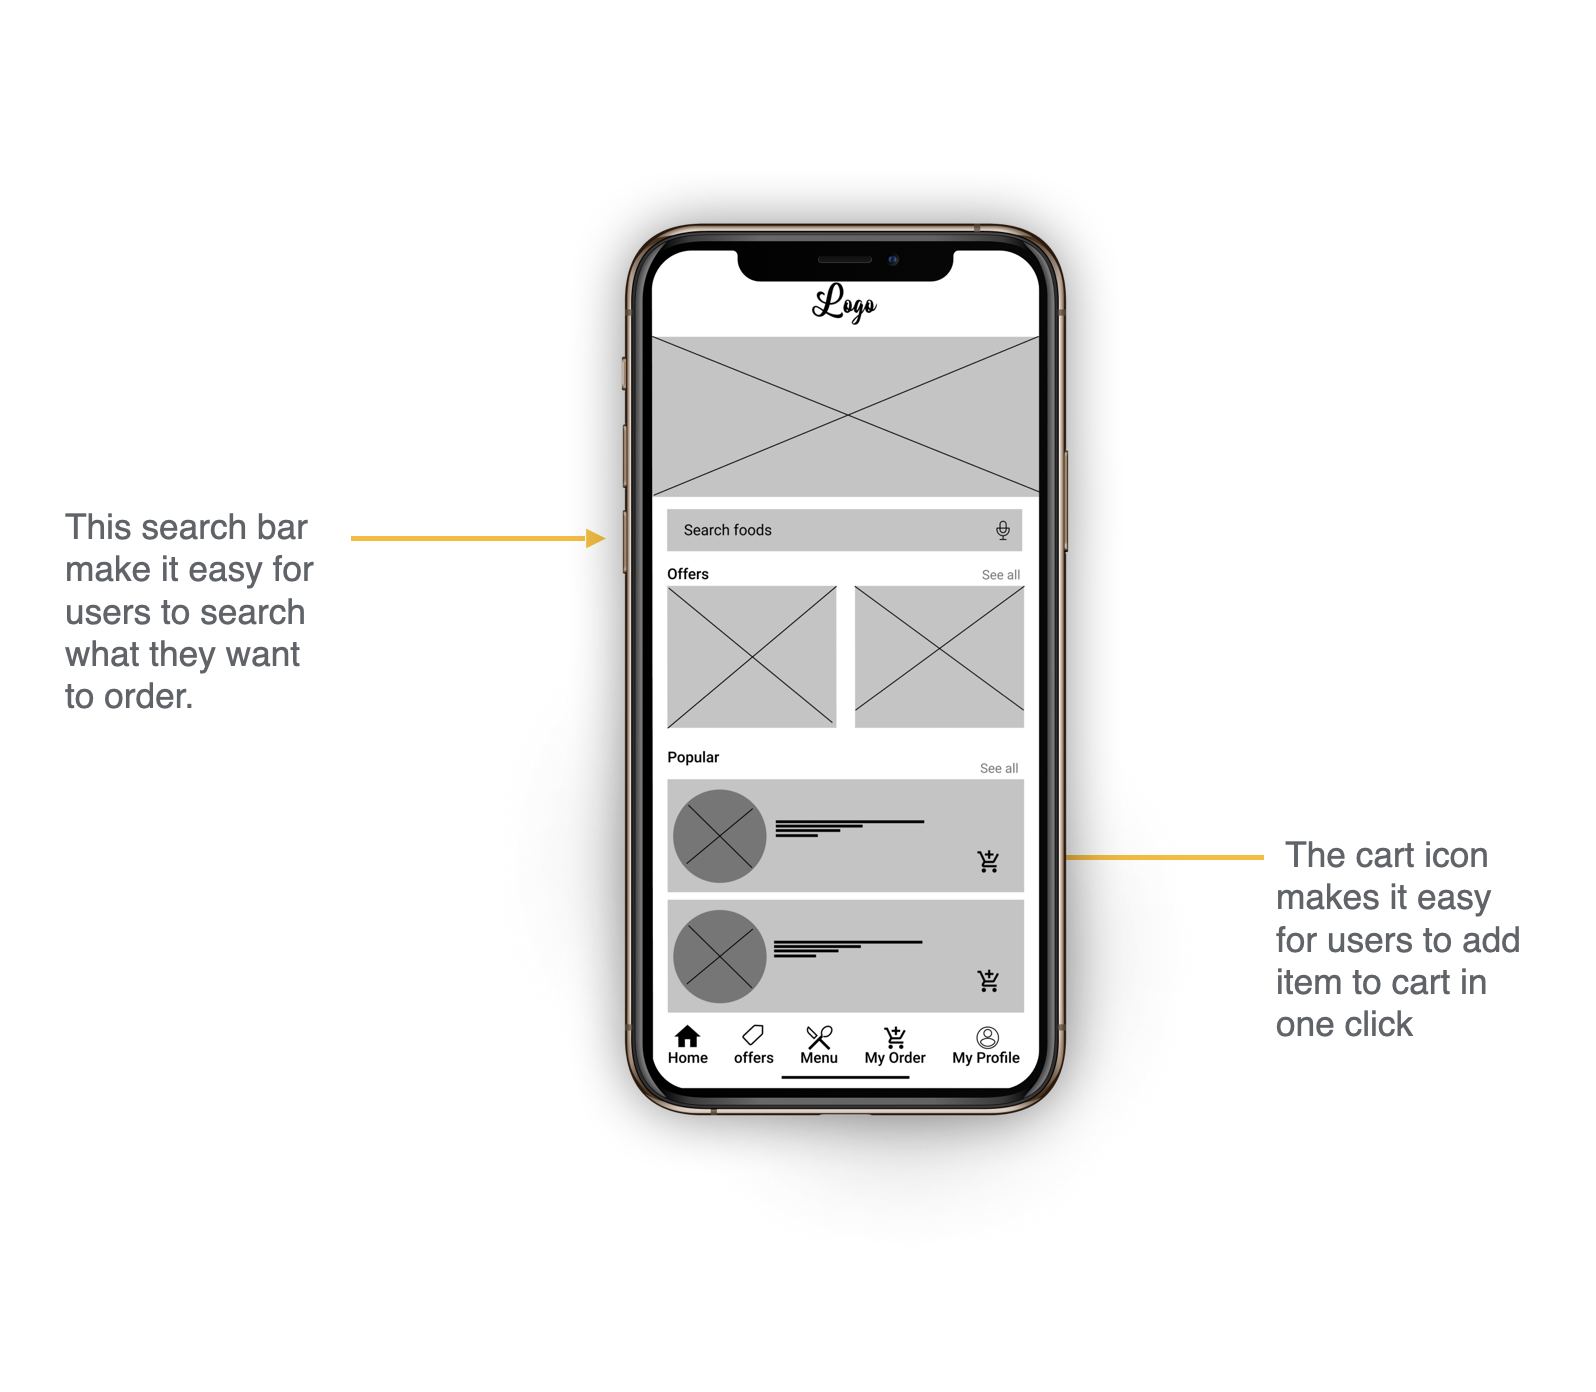 Logo
This search bar
make it easy for
users to search
what they want
to order.
Search foods
Offers
See all
Popular
See all
The cart icon
makes it easy
for users to add
item to cart in
one click
Home
offers
Menu
My Order
My Profile